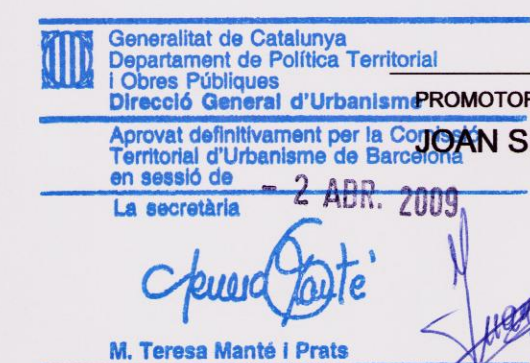 Generalitat de Catalunya
Departament de Política Territorial
i Obres Públiques
Direcció General d'Urbanisme
PROMOTOR
Aprovat definitivament per la Comissió
JOAN S
Territorial d'Urbanisme de Barcelona
en sessió de - 2 ABR. 2009
La secretària
M. Teresa Manté i Prats